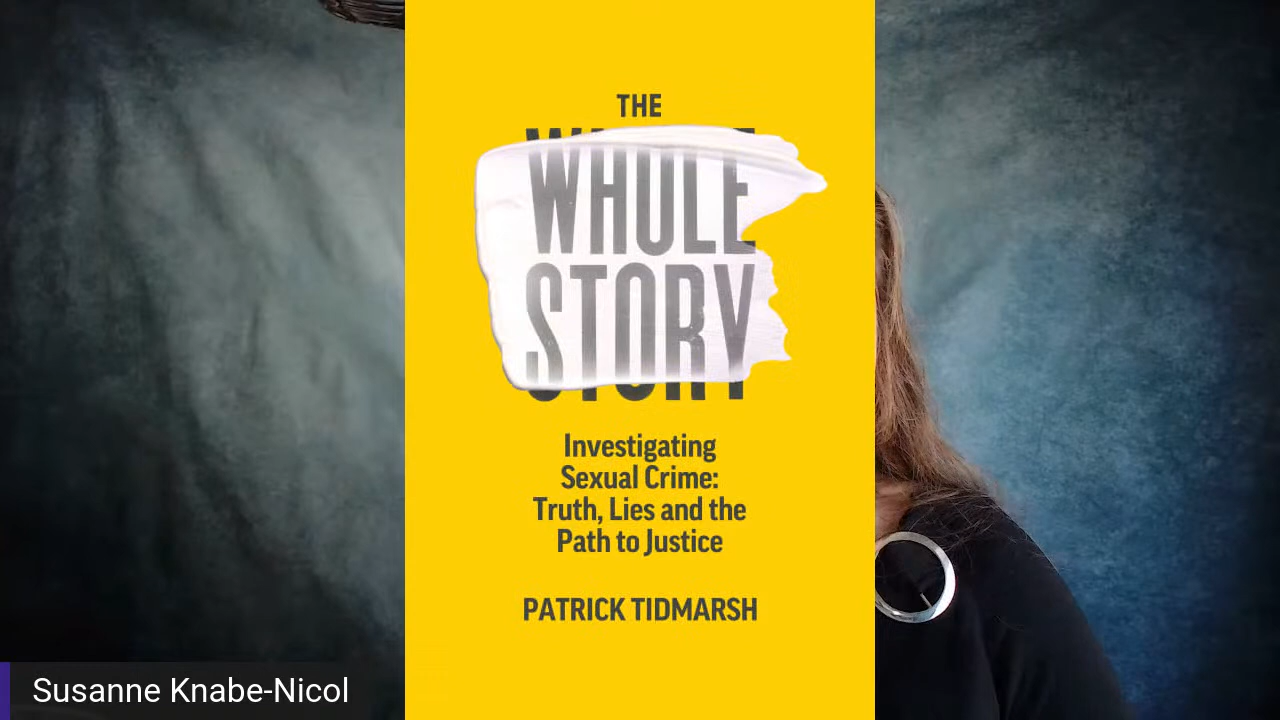 THE
WHOLE
STORY
Investigating
Sexual Crime:
Truth, Lies and the
Path to Justice
PATRICK TIDMARSH
Susanne Knabe-Nicol